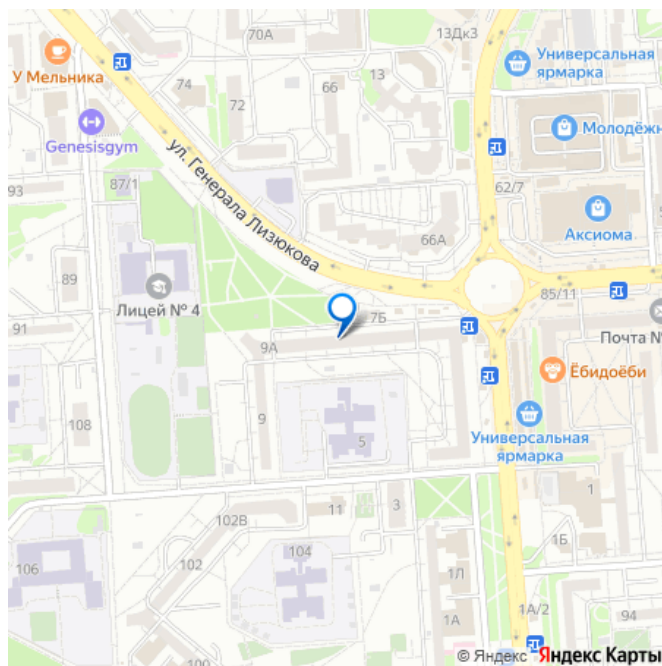 70А
13Дк3
У Мельника
Универсальная
ярмарка
74
66
13
72
Genesisgym
Молодёжн
ул. Генерала Лизюкова
93
87/1
62/7
66А
Аксиома
89
Лицей № 4
85/11
91
7Б
Почта №
9А
Ёбидоёби
108
9
5
Универсальная
ярмарка
1
102В
11
3
1Б
106
102
104
1Л
1А
1А/2
94
100
© Яндекс Яндекс Карты